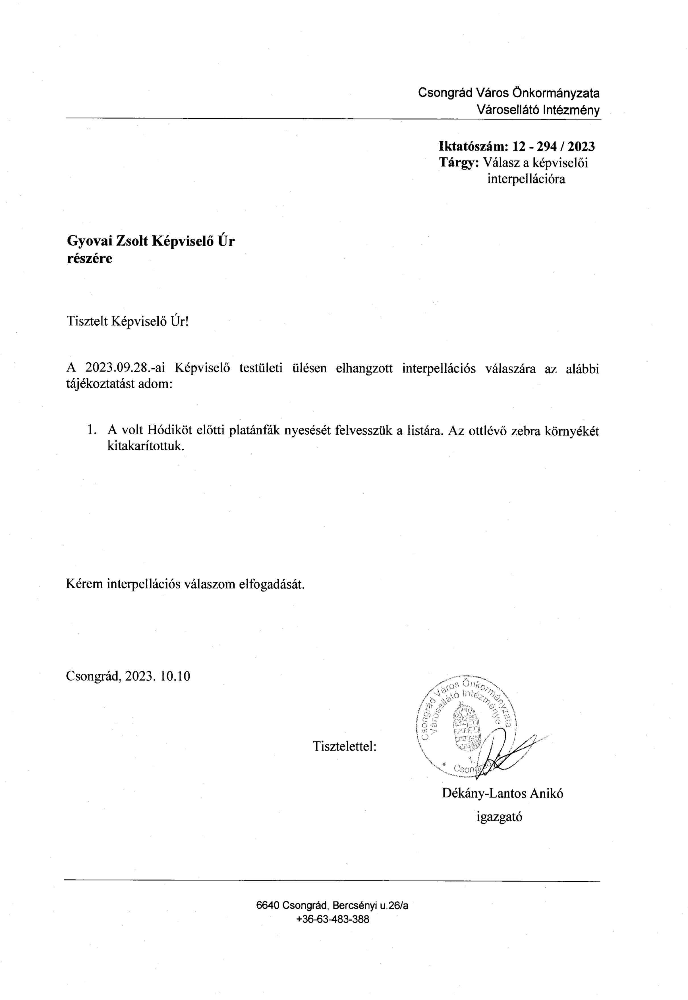 Csongrád Város Önkormányzata
Városellátó Intézmény
Iktatószám: 12 - 294 / 2023
Tárgy: Válasz a képviselői
interpellációra
Gyovai Zsolt Képviselő Úr
részére
Tisztelt Képviselő Úr!
A 2023.09.28.-ai Képviselő testületi ülésen elhangzott interpellációs válaszára az alábbi
tájékoztatást adom:
1. A volt Hódiköt előtti platánfák nyesését felvesszük a listára. Az ottlévő zebra környékét
kitakarítottuk.
Kérem interpellációs válaszom elfogadását.
Csongrád, 2023. 10.10
Csongrád Város Önkormányzata
Városellátó Intézménye
1.
Csongrád
Tisztelettel:
Dékány-Lantos Anikó
igazgató
6640 Csongrád, Bercsényi u.26/a
+36-63-483-388